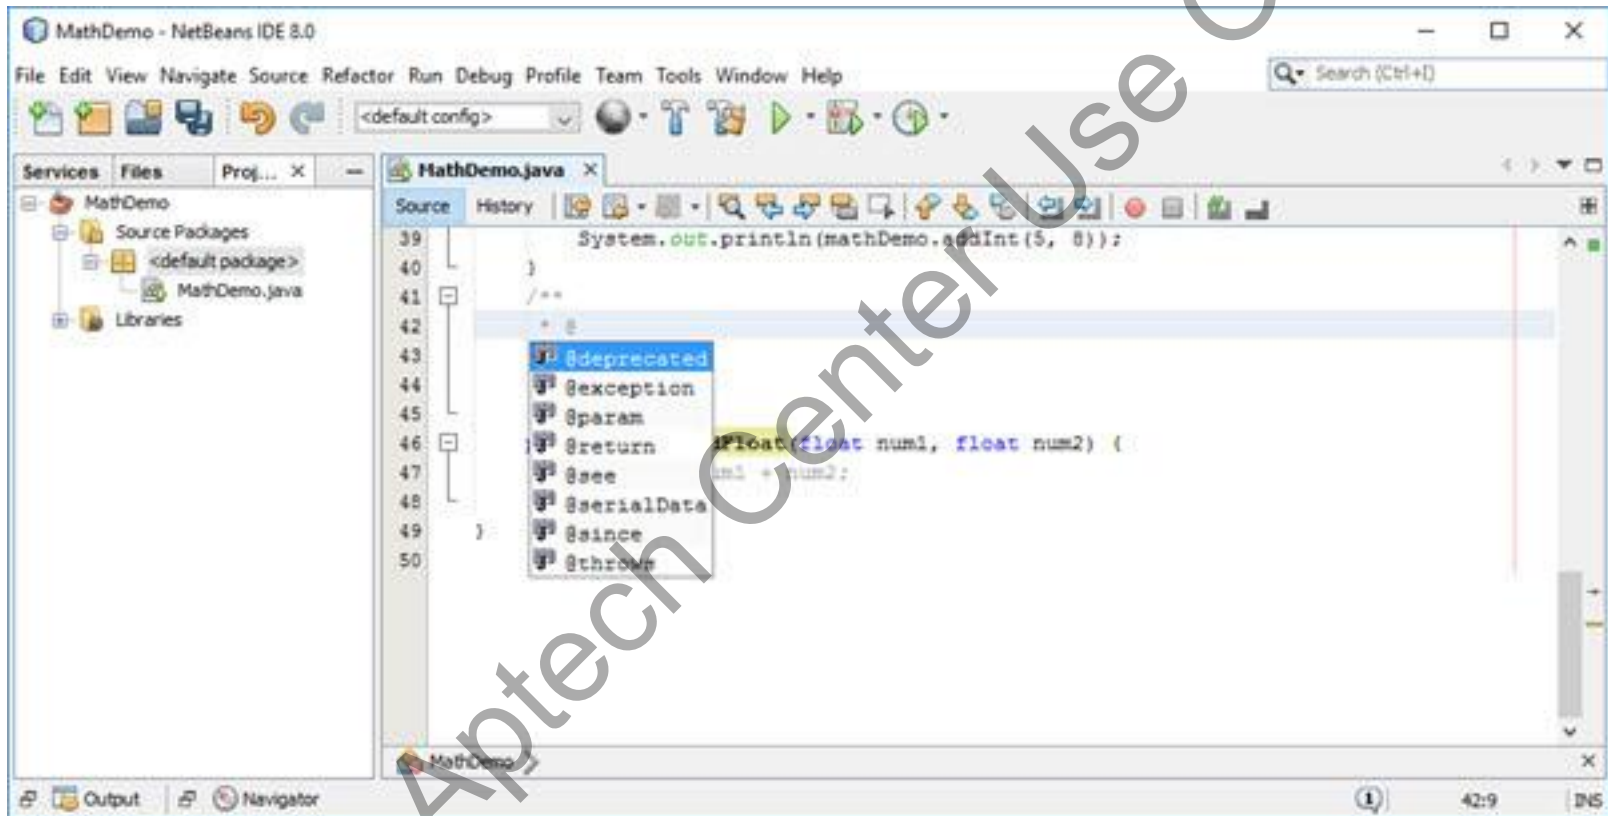 MathDemo - NetBeans IDE 8.0
File Edit View Navigate Source Refactor Run Debug Profile Team Tools Window Help
Search (Ctrl+I)
<default config>
Services Files Proj...
MathDemo
Source Packages
<default package>
MathDemo.java
Libraries
MathDemo.java
Source History
39 System.out.println(mathDemo.addInt(5, 8));
40 }
41 /**
42 * @
43 @deprecated
44 @exception
45 @param
46 @return dFloat(float num1, float num2) {
47 @see um1 + num2;
48 @serialData
49 } @since
50 @throws
MathDemo
Output Navigator
1 42:9 INS
Aptech Center Use